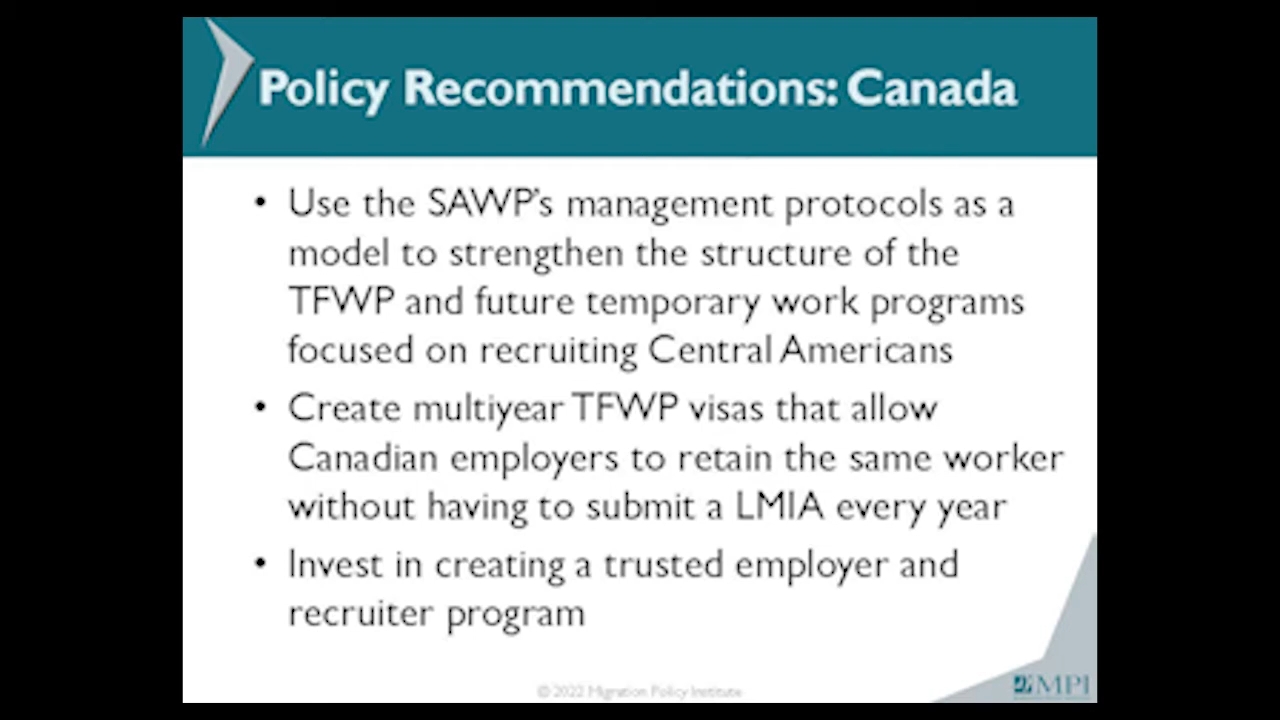 Policy Recommendations: Canada
• Use the SAWP's management protocols as a
model to strengthen the structure of the
TFWP and future temporary work programs
focused on recruiting Central Americans
• Create multiyear TFWP visas that allow
Canadian employers to retain the same worker
without having to submit a LMIA every year
• Invest in creating a trusted employer and
recruiter program
© 2022 Migration Policy Institute
MPI